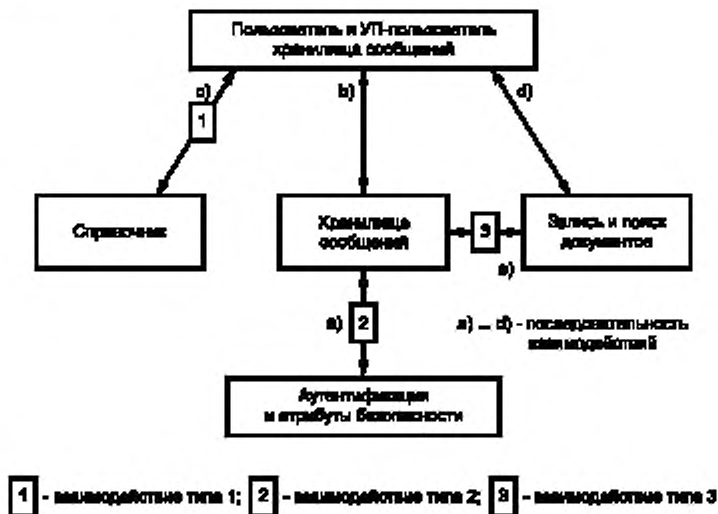 Пользователь и УП-пользователь
хранилища сообщений
c)
b)
d)
1
Справочник
Хранилище
сообщений
3
Запись и поиск
документов
e)
a)
2
a) ... d) - последовательность
взаимодействий
Аутентификация
и атрибуты безопасности
1 - взаимодействие типа 1; 2 - взаимодействие типа 2; 3 - взаимодействие типа 3